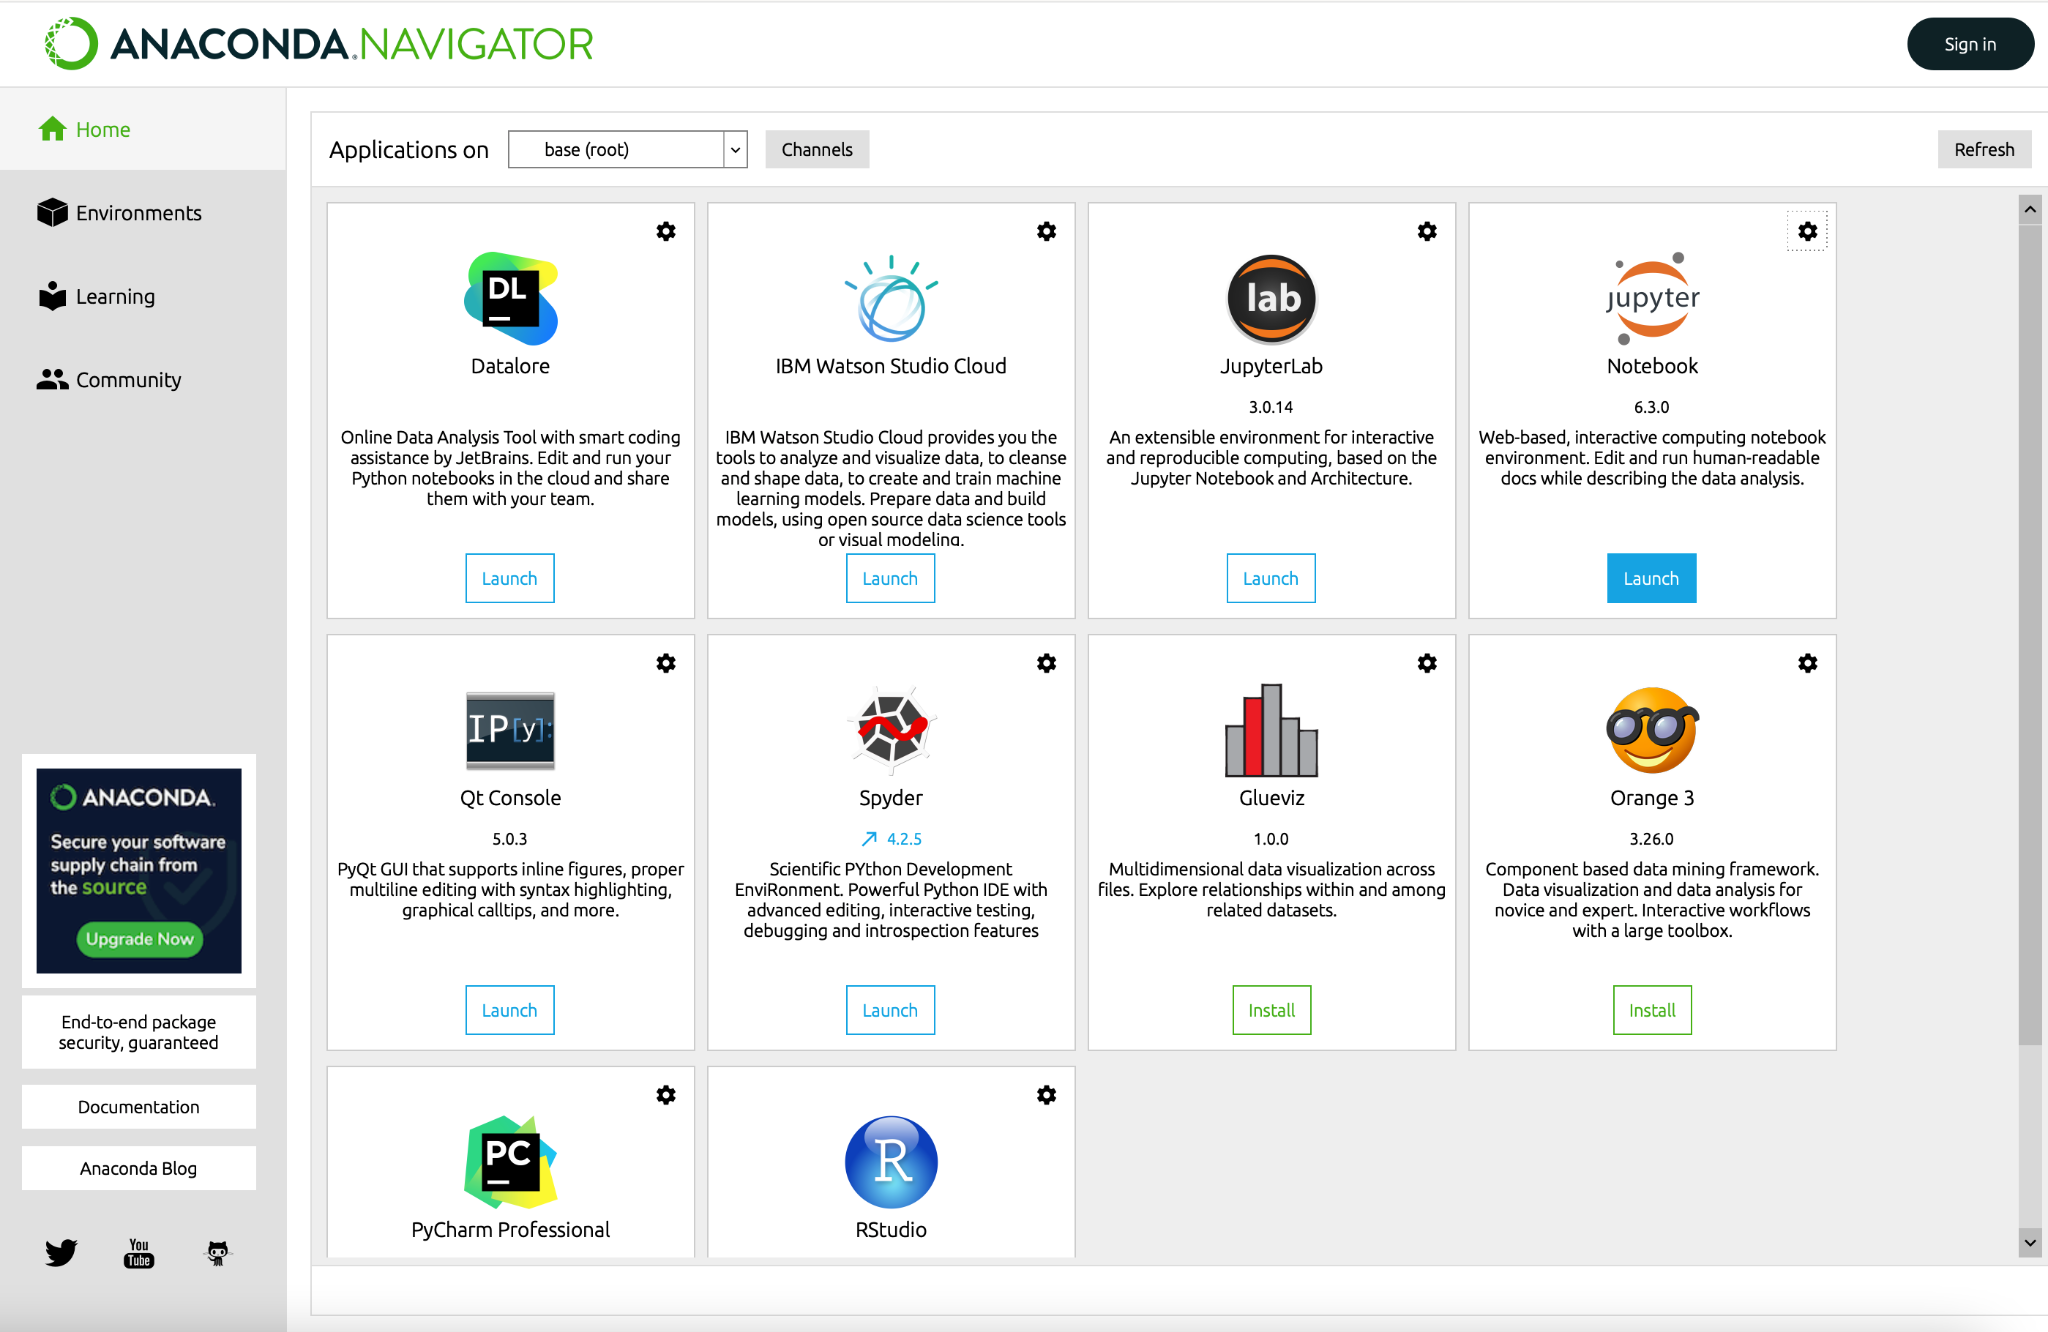 ANACONDA.NAVIGATOR
Sign in
Home
Environments
Learning
Community
ANACONDA.
Secure your software
supply chain from
the source
Upgrade Now
End-to-end package
security, guaranteed
Documentation
Anaconda Blog
You
Tube
Applications on
base (root)
Channels
Refresh
DL
Datalore
Online Data Analysis Tool with smart coding
assistance by JetBrains. Edit and run your
Python notebooks in the cloud and share
them with your team.
Launch
IBM Watson Studio Cloud
IBM Watson Studio Cloud provides you the
tools to analyze and visualize data, to cleanse
and shape data, to create and train machine
learning models. Prepare data and build
models, using open source data science tools
or visual modeling.
Launch
lab
JupyterLab
3.0.14
An extensible environment for interactive
and reproducible computing, based on the
Jupyter Notebook and Architecture.
Launch
jupyter
Notebook
6.3.0
Web-based, interactive computing notebook
environment. Edit and run human-readable
docs while describing the data analysis.
Launch
IP[y]:
Qt Console
5.0.3
PyQt GUI that supports inline figures, proper
multiline editing with syntax highlighting,
graphical calltips, and more.
Launch
Spyder
4.2.5
Scientific PYthon Development
EnviRonment. Powerful Python IDE with
advanced editing, interactive testing,
debugging and introspection features
Launch
Glueviz
1.0.0
Multidimensional data visualization across
files. Explore relationships within and among
related datasets.
Install
Orange 3
3.26.0
Component based data mining framework.
Data visualization and data analysis for
novice and expert. Interactive workflows
with a large toolbox.
Install
PC
PyCharm Professional
R
RStudio